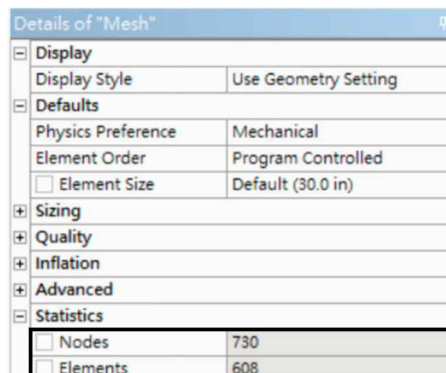 Details of "Mesh"
Display
Display Style Use Geometry Setting
Defaults
Physics Preference Mechanical
Element Order Program Controlled
Element Size Default (30.0 in)
Sizing
Quality
Inflation
Advanced
Statistics
Nodes 730
Elements 608